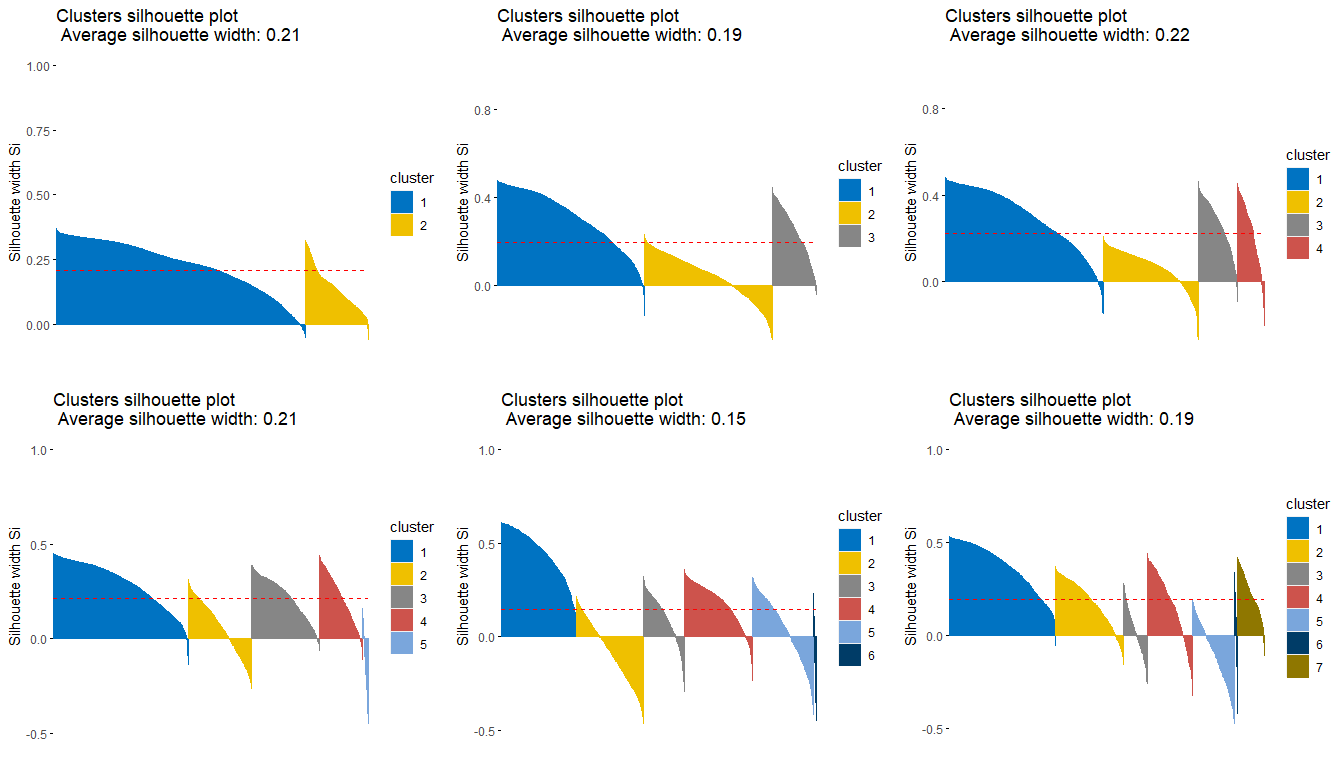 Clusters silhouette plot
Average silhouette width: 0.21
1.00
0.75
0.50
0.25
0.00
Silhouette width Si
cluster
1
2
Clusters silhouette plot
Average silhouette width: 0.19
0.8
0.4
0.0
Silhouette width Si
cluster
1
2
3
Clusters silhouette plot
Average silhouette width: 0.22
0.8
0.4
0.0
Silhouette width Si
cluster
1
2
3
4
Clusters silhouette plot
Average silhouette width: 0.21
1.0
0.5
0.0
-0.5
Silhouette width Si
cluster
1
2
3
4
5
Clusters silhouette plot
Average silhouette width: 0.15
1.0
0.5
0.0
-0.5
Silhouette width Si
cluster
1
2
3
4
5
6
Clusters silhouette plot
Average silhouette width: 0.19
1.0
0.5
0.0
-0.5
Silhouette width Si
cluster
1
2
3
4
5
6
7